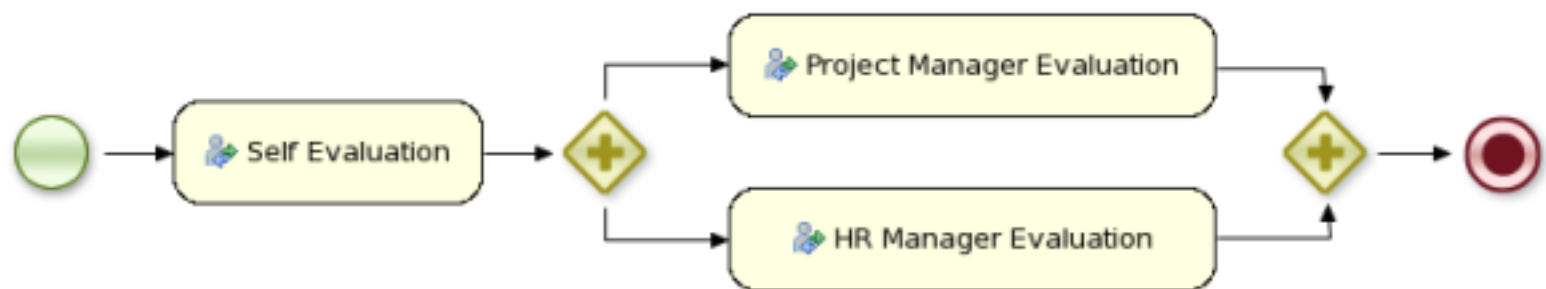 Self Evaluation
Project Manager Evaluation
HR Manager Evaluation